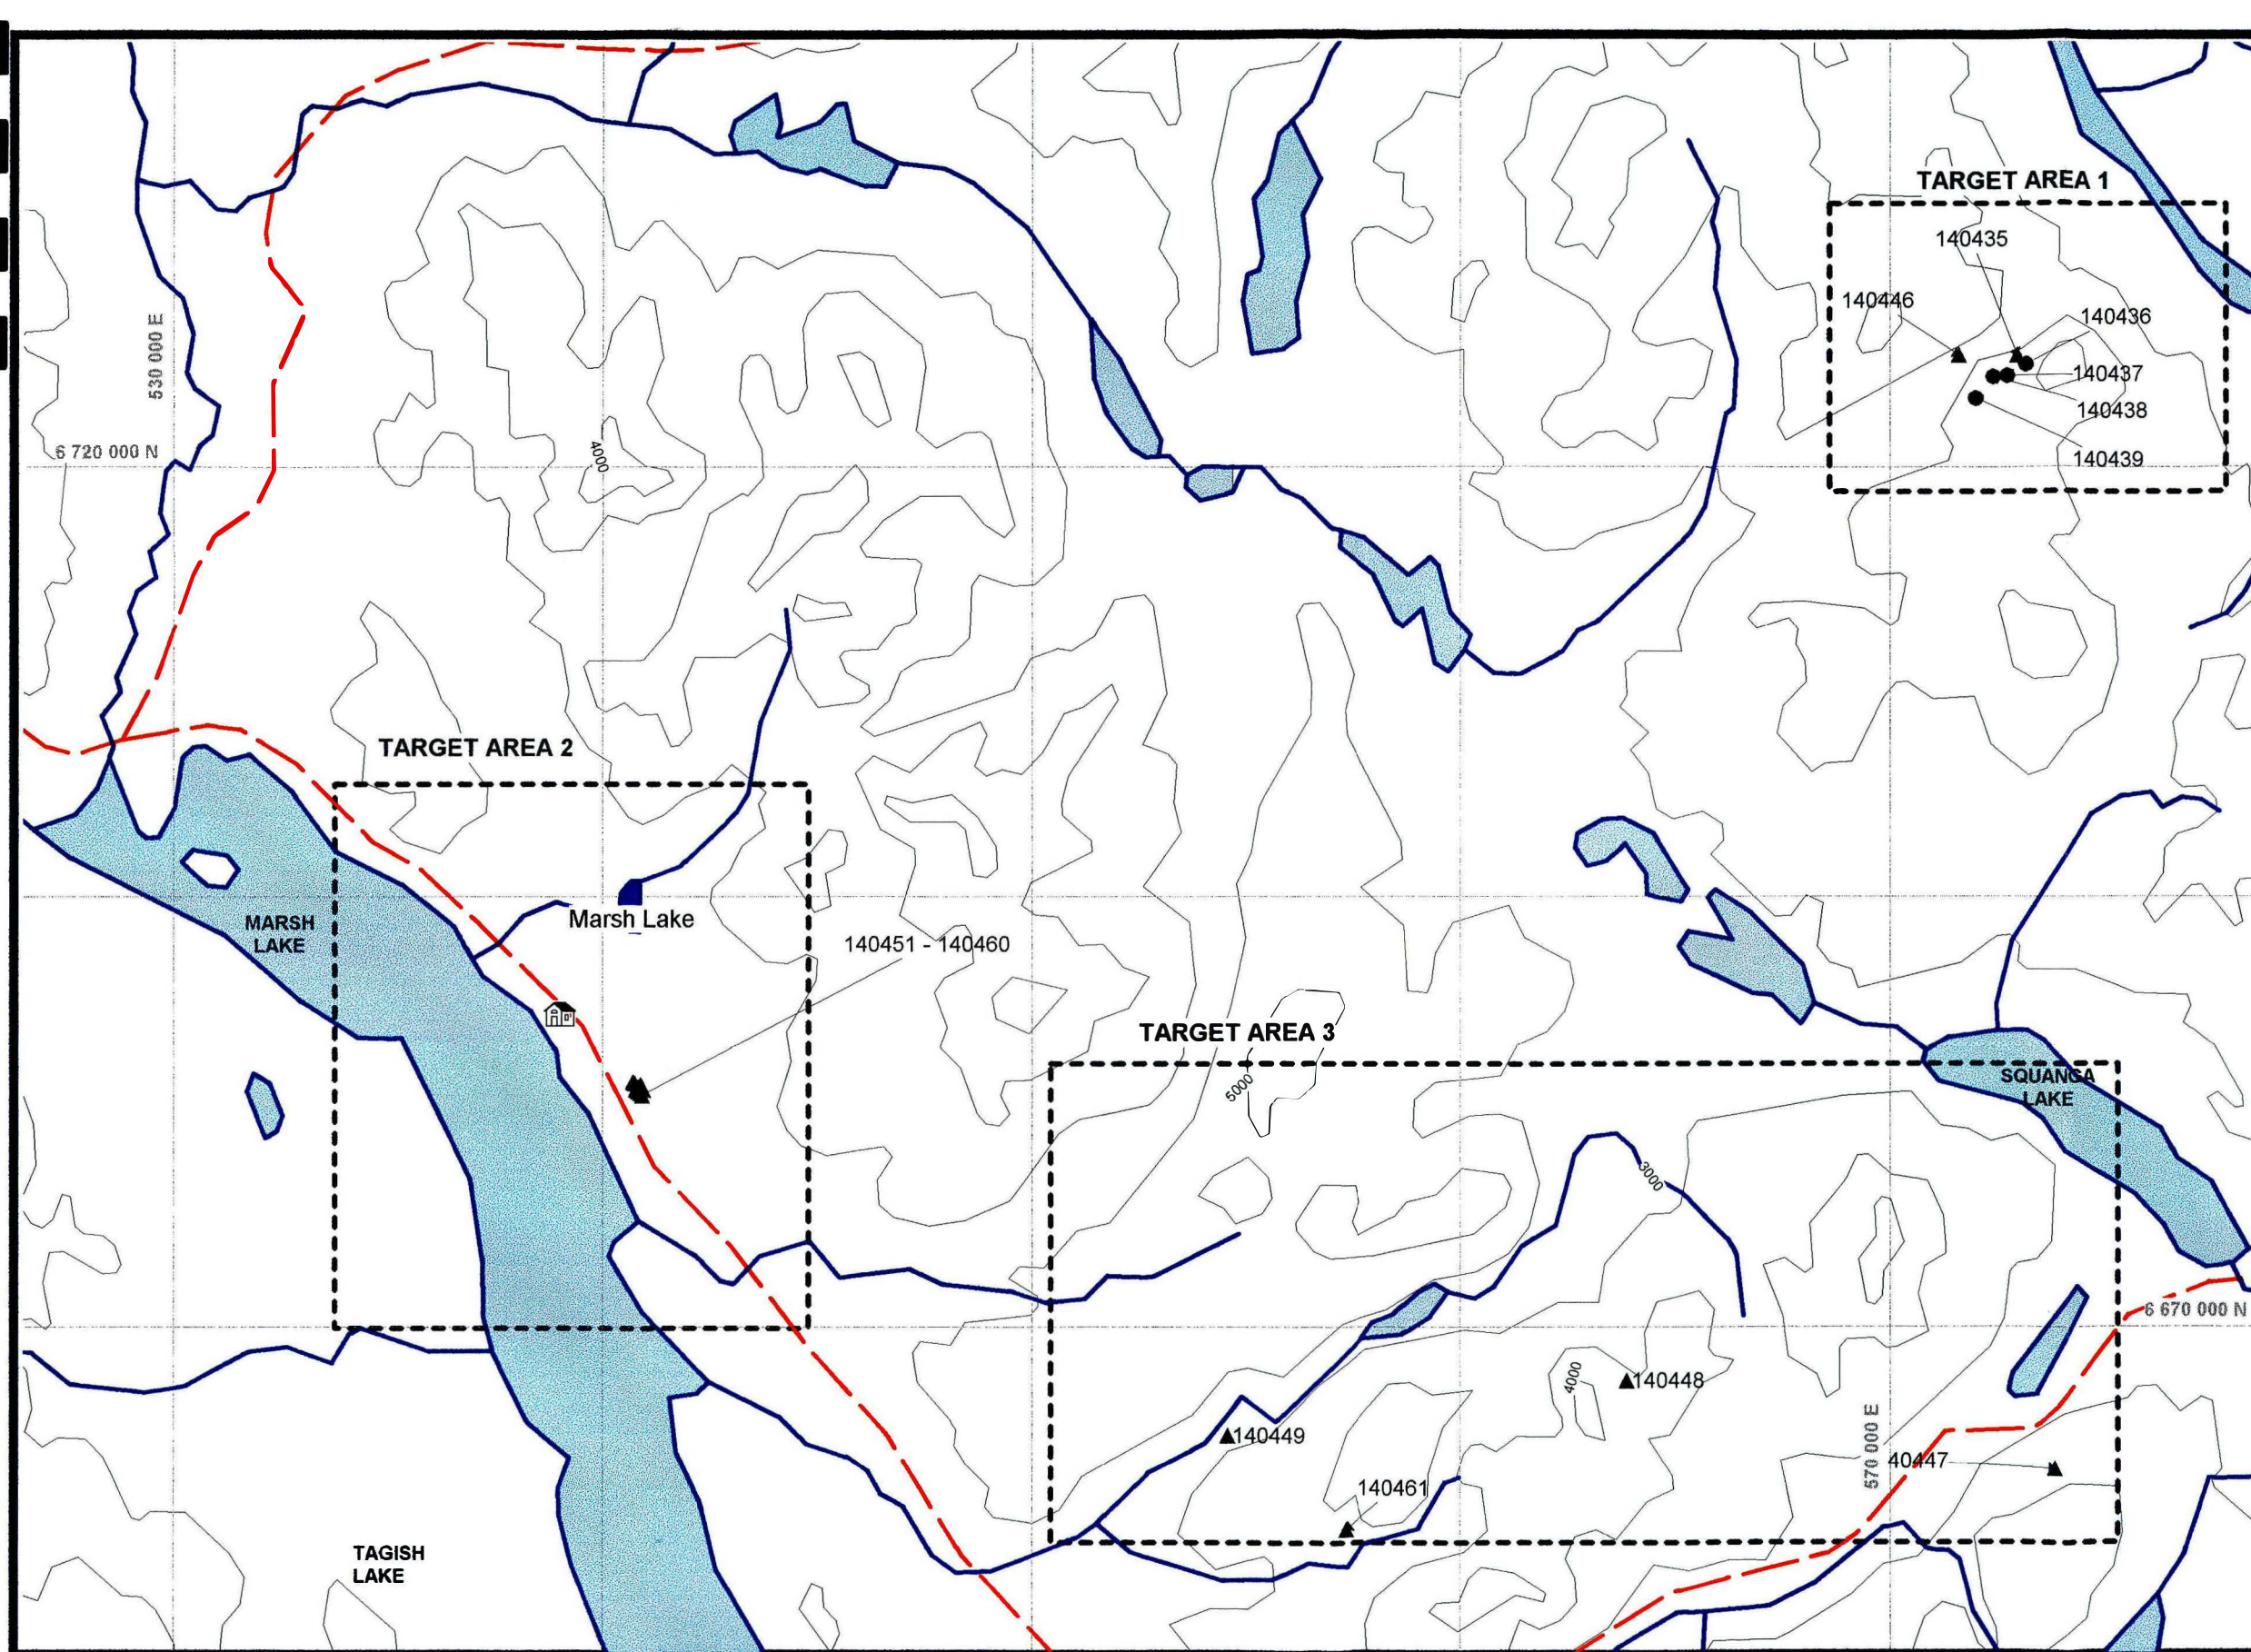 TARGET AREA 1
140435
140446
140436
140437
140438
140439
530 000 E
6 720 000 N
4000
TARGET AREA 2
MARSH
LAKE
Marsh Lake
140451 - 140460
TARGET AREA 3
5000
SQUANGA
LAKE
3000
6 670 000 N
4000
140448
140449
570 000 E
40447
140461
TAGISH
LAKE